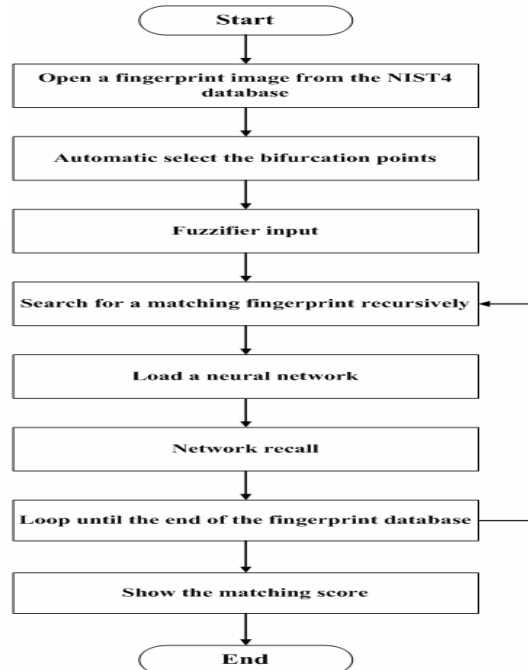 Start
Open a fingerprint image from the NIST4
database
Automatic select the bifurcation points
Fuzzifier input
Search for a matching fingerprint recursively
Load a neural network
Network recall
Loop until the end of the fingerprint database
Show the matching score
End